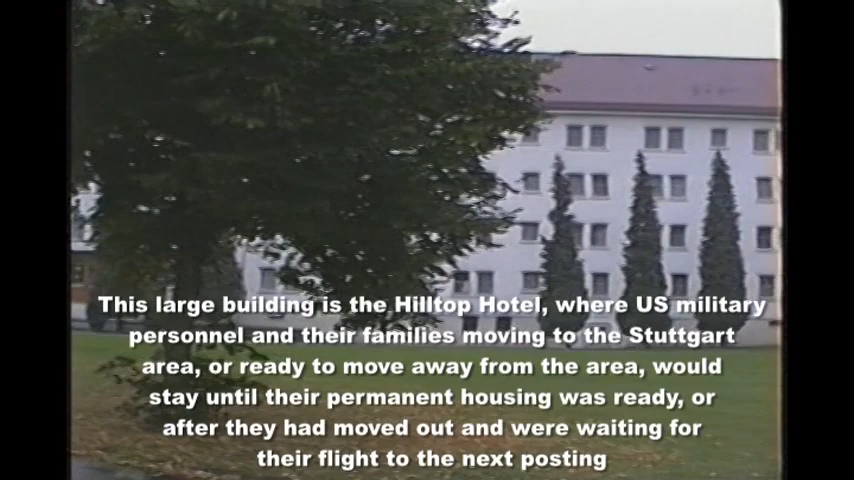 This large building is the Hilltop Hotel, where US military
personnel and their families moving to the Stuttgart
area, or ready to move away from the area, would
stay until their permanent housing was ready, or
after they had moved out and were waiting for
their flight to the next posting